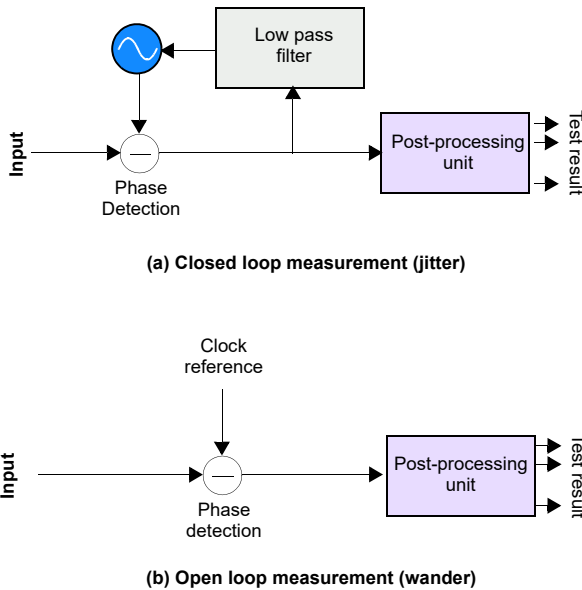 Low pass
filter
Input
Phase
Detection
Post-processing
unit
Test result
(a) Closed loop measurement (jitter)
Clock
reference
Input
Phase
detection
Post-processing
unit
Test result
(b) Open loop measurement (wander)